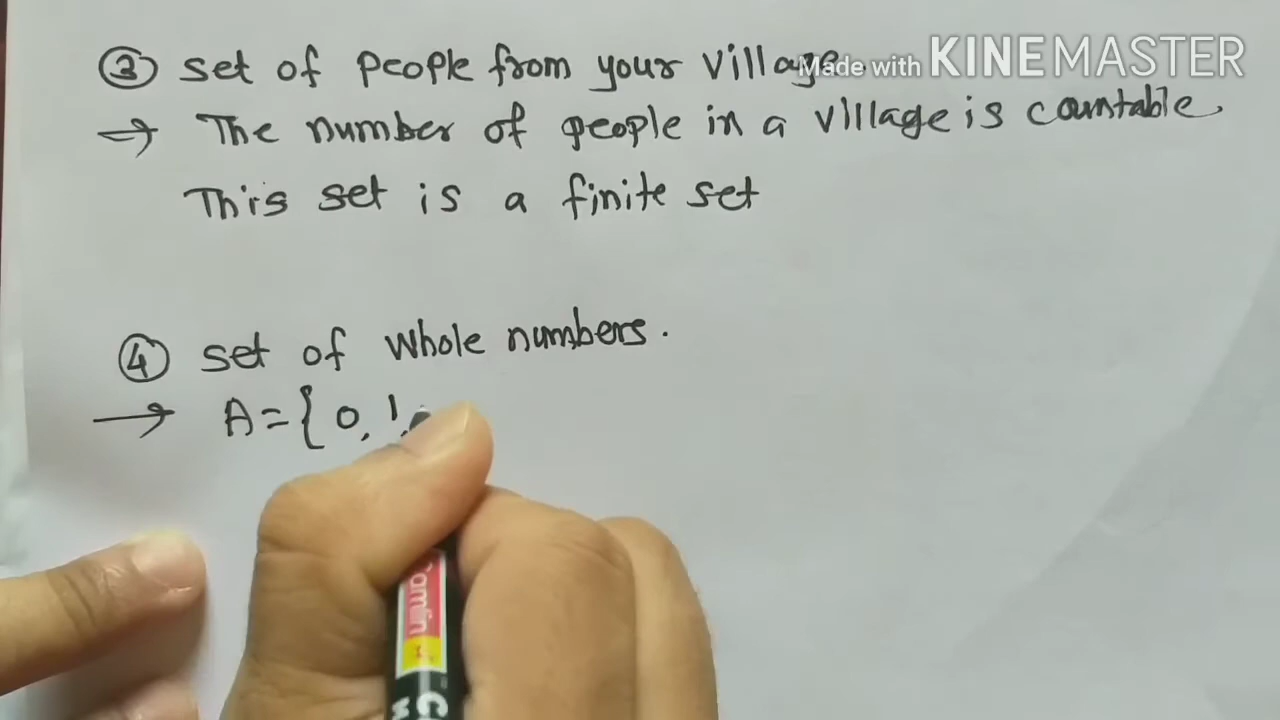 ③ set of people from your village
Made with KINEMASTER
→ The number of people in a village is countable.
This set is a finite set
④ set of whole numbers.
→ A = { 0, 1,
Camlin